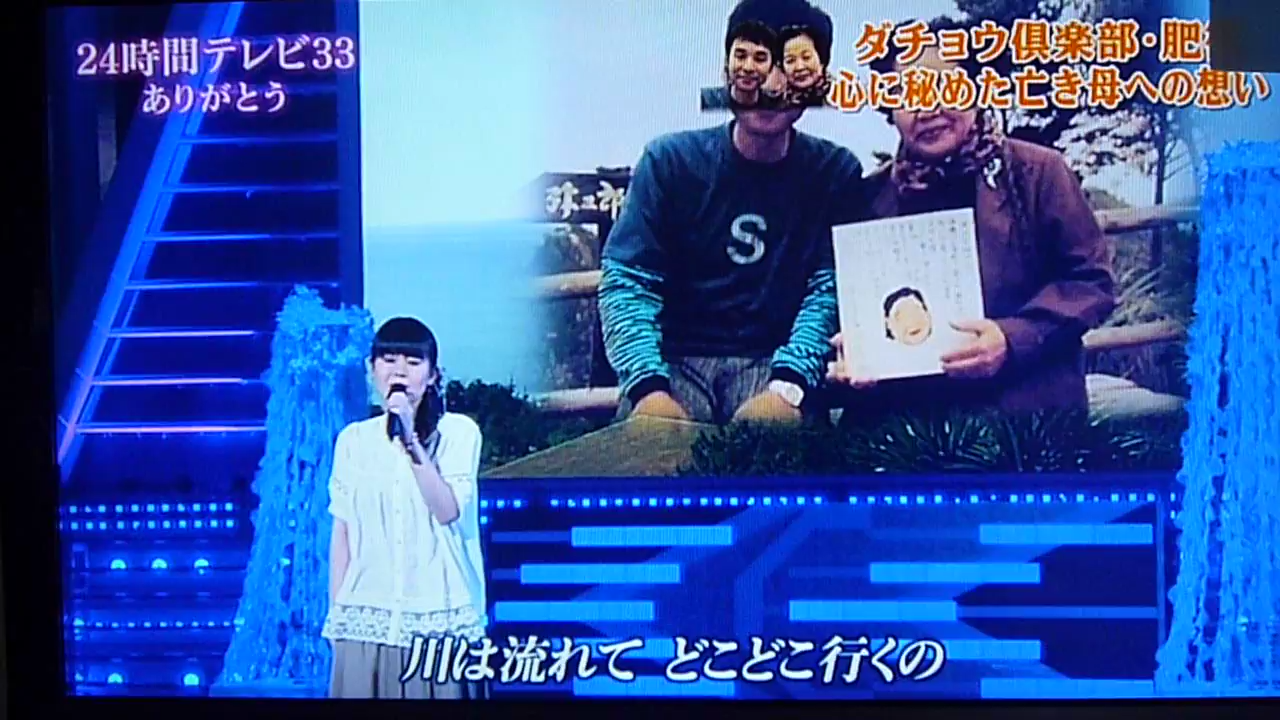 24時間テレビ33
ありがとう
ダチョウ倶楽部・肥
心に秘めた亡き母への想い
S
川は流れて どこどこ行くの